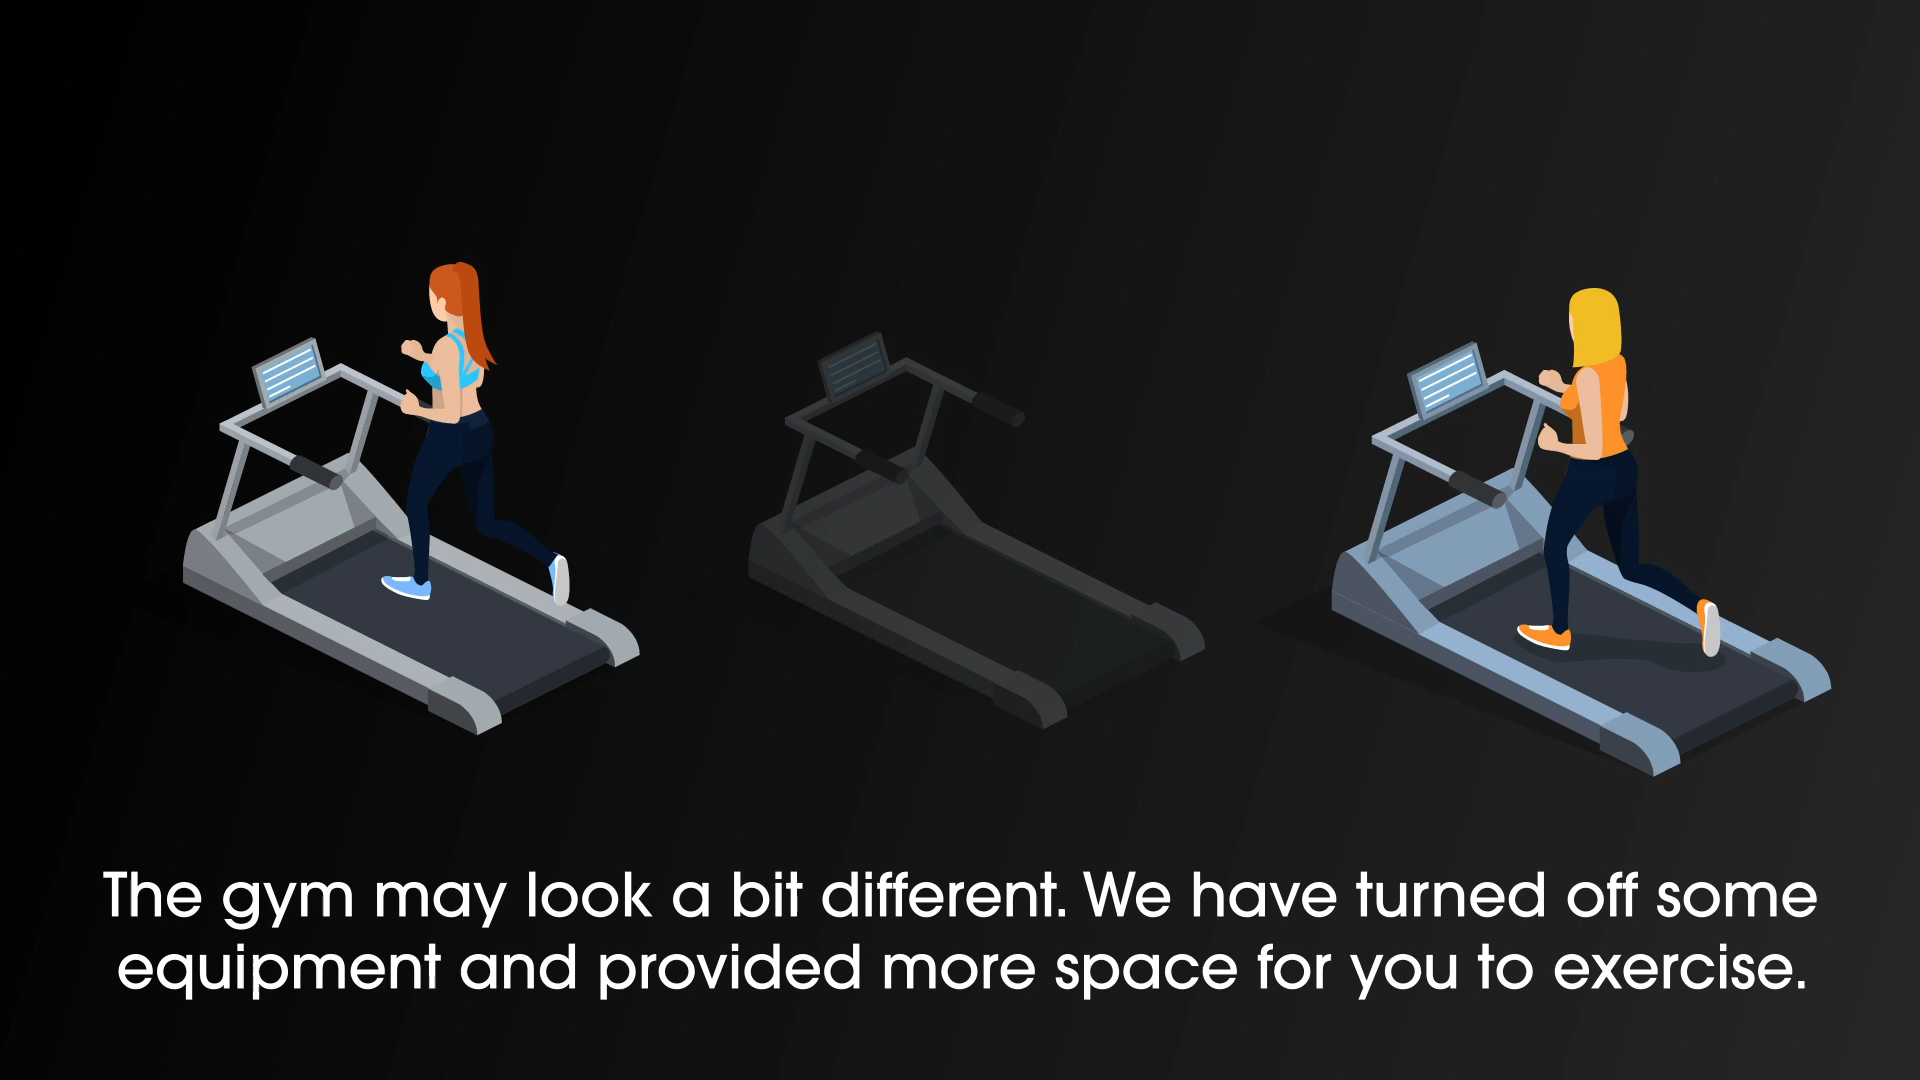 The gym may look a bit different. We have turned off some
equipment and provided more space for you to exercise.